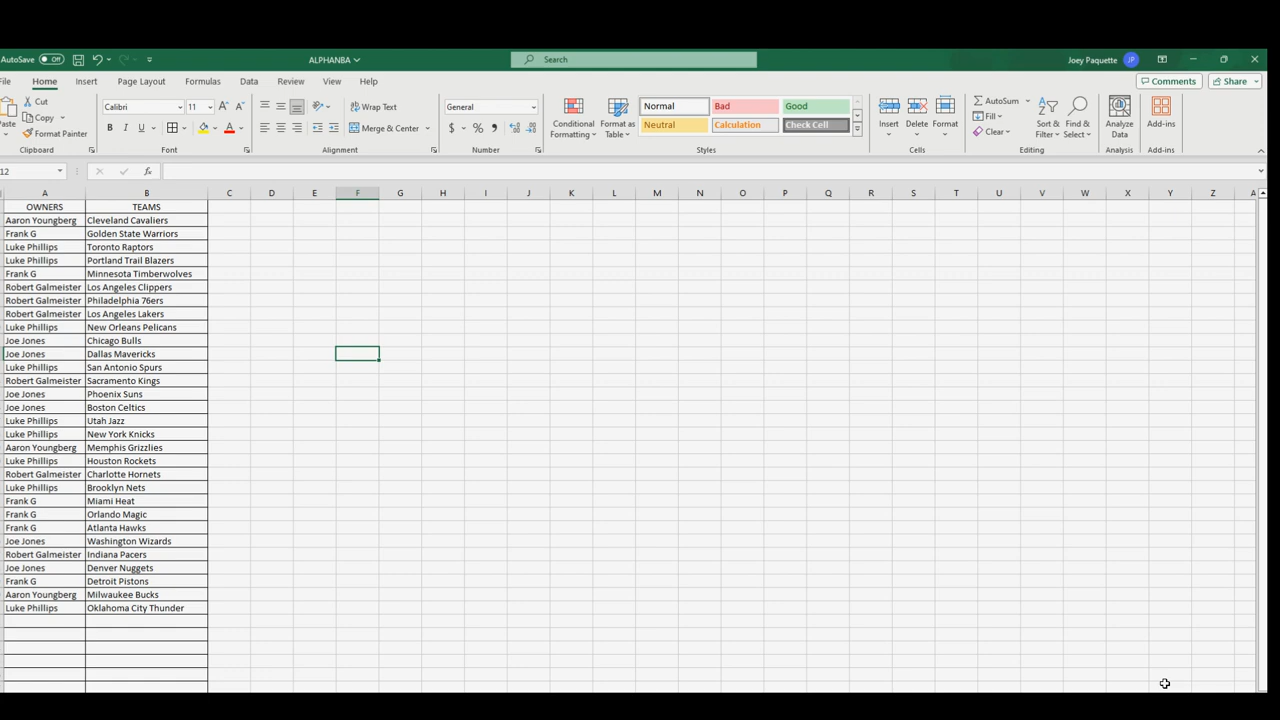 AutoSave Off ALPHANBA Search Joey Paquette JP
File Home Insert Page Layout Formulas Data Review View Help Comments Share
Cut Calibri 11 A A Wrap Text General Normal Bad Good AutoSum
Copy Fill
Paste Format Painter B I U A Merge & Center $ % Conditional Formatting Format as Table Neutral Calculation Check Cell Insert Delete Format Clear Sort & Filter Find & Select Analyze Data Add-ins
Clipboard Font Alignment Number Styles Cells Editing Add-ins
12 fx
A B C D E F G H I J K L M N O P Q R S T U V W X Y Z A
OWNERS TEAMS
Aaron Youngberg Cleveland Cavaliers
Frank G Golden State Warriors
Luke Phillips Toronto Raptors
Luke Phillips Portland Trail Blazers
Frank G Minnesota Timberwolves
Robert Galmeister Los Angeles Clippers
Robert Galmeister Philadelphia 76ers
Robert Galmeister Los Angeles Lakers
Luke Phillips New Orleans Pelicans
Joe Jones Chicago Bulls
Joe Jones Dallas Mavericks
Luke Phillips San Antonio Spurs
Robert Galmeister Sacramento Kings
Joe Jones Phoenix Suns
Joe Jones Boston Celtics
Luke Phillips Utah Jazz
Luke Phillips New York Knicks
Aaron Youngberg Memphis Grizzlies
Luke Phillips Houston Rockets
Robert Galmeister Charlotte Hornets
Luke Phillips Brooklyn Nets
Frank G Miami Heat
Frank G Orlando Magic
Frank G Atlanta Hawks
Joe Jones Washington Wizards
Robert Galmeister Indiana Pacers
Joe Jones Denver Nuggets
Frank G Detroit Pistons
Aaron Youngberg Milwaukee Bucks
Luke Phillips Oklahoma City Thunder